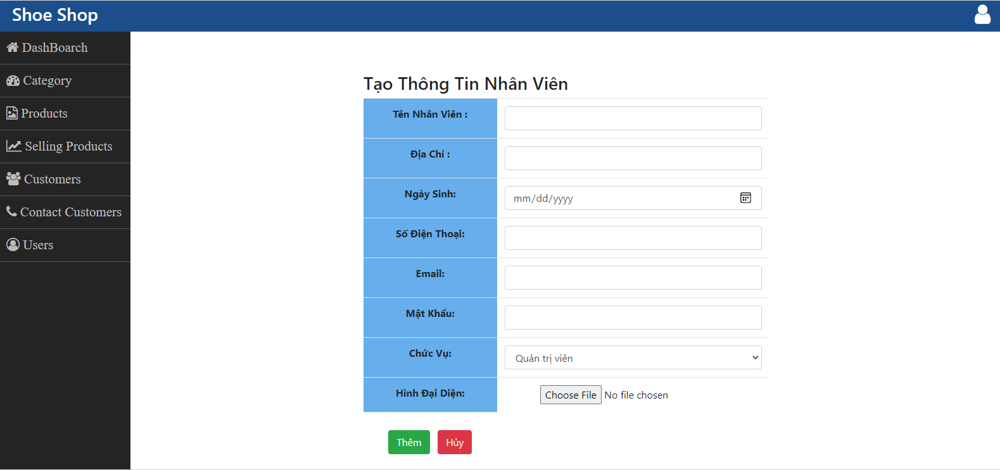 Shoe Shop
DashBoarch
Category
Products
Selling Products
Customers
Contact Customers
Users
Tạo Thông Tin Nhân Viên
Tên Nhân Viên :
Địa Chỉ :
Ngày Sinh:
mm/dd/yyyy
Số Điện Thoại:
Email:
Mật Khẩu:
Chức Vụ:
Quản trị viên
Hình Đại Diện:
Choose File No file chosen
Thêm Hủy